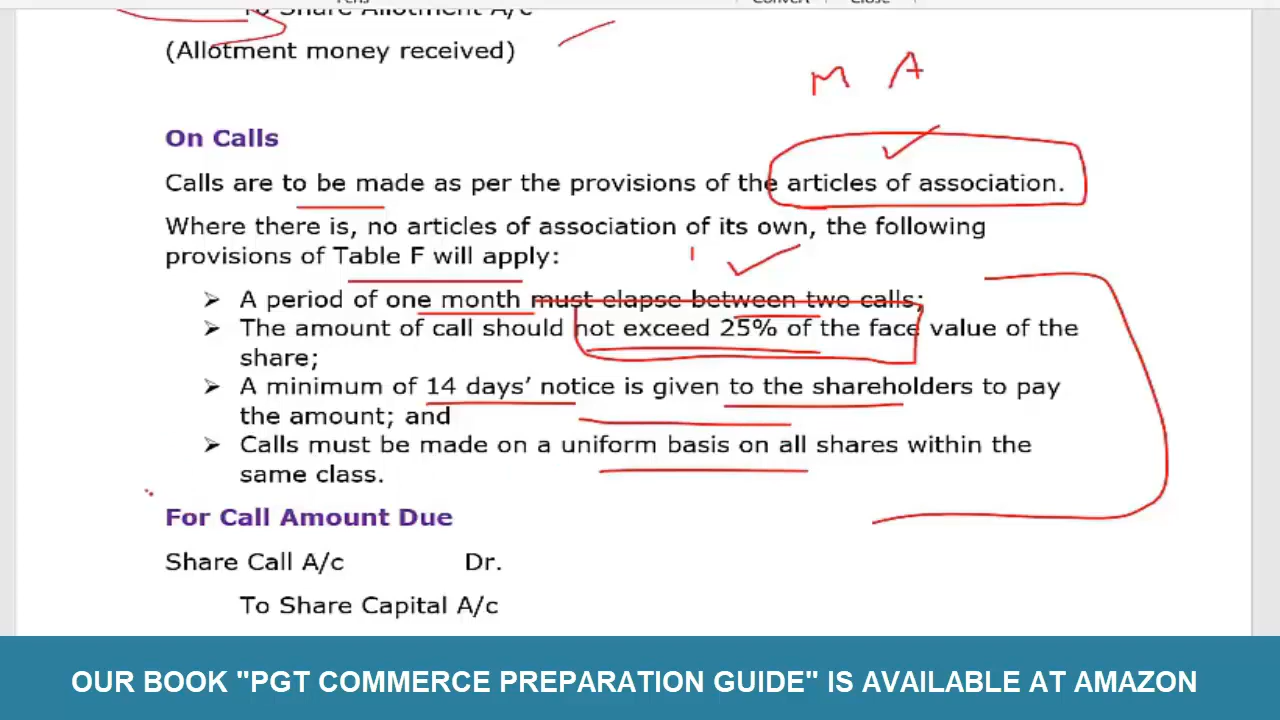 To Share Allotment A/c
(Allotment money received)
M A
On Calls
Calls are to be made as per the provisions of the articles of association.
Where there is, no articles of association of its own, the following
provisions of Table F will apply:
➢ A period of one month must elapse between two calls;
➢ The amount of call should not exceed 25% of the face value of the
share;
➢ A minimum of 14 days' notice is given to the shareholders to pay
the amount; and
➢ Calls must be made on a uniform basis on all shares within the
same class.
For Call Amount Due
Share Call A/c Dr.
To Share Capital A/c
OUR BOOK "PGT COMMERCE PREPARATION GUIDE" IS AVAILABLE AT AMAZON